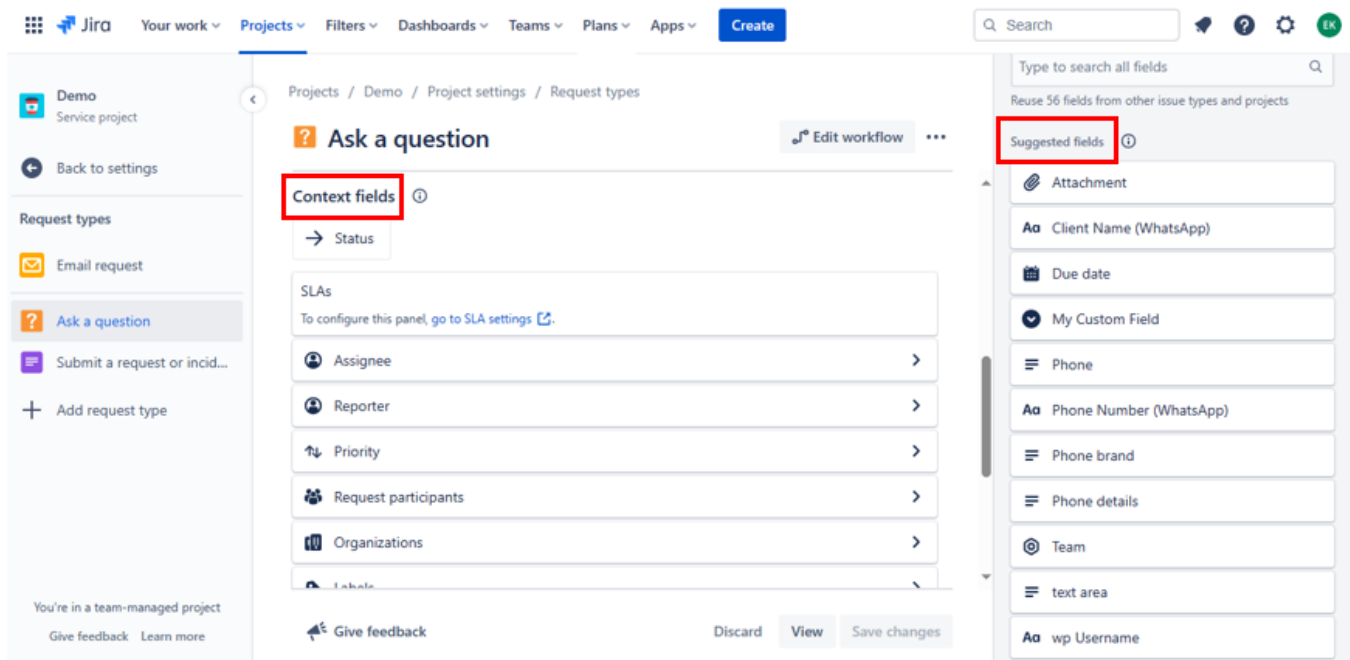 Jira
Your work
Projects
Filters
Dashboards
Teams
Plans
Apps
Create
Search
EK
Demo
Service project
Back to settings
Request types
Email request
Ask a question
Submit a request or incid...
Add request type
You're in a team-managed project
Give feedback Learn more
Projects / Demo / Project settings / Request types
Ask a question
Edit workflow
Context fields
Status
SLAs
To configure this panel, go to SLA settings.
Assignee
Reporter
Priority
Request participants
Organizations
Labels
Give feedback
Discard
View
Save changes
Type to search all fields
Reuse 56 fields from other issue types and projects
Suggested fields
Attachment
Aa Client Name (WhatsApp)
Due date
My Custom Field
Phone
Aa Phone Number (WhatsApp)
Phone brand
Phone details
Team
text area
Aa wp Username